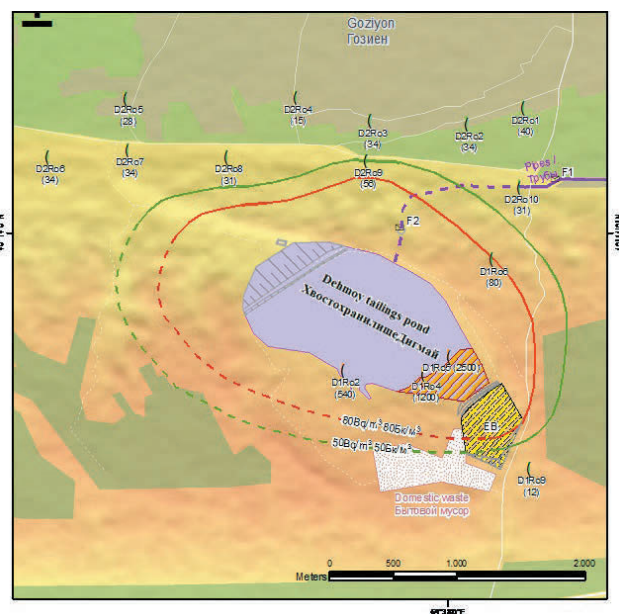 Goziyon
Гозиен
D2Ro5
(28)
D2Ro4
(15)
D2Ro3
(34)
D2Ro2
(34)
D2Ro1
(40)
D2Ro6
(34)
D2Ro7
(34)
D2Ro8
(31)
D2Ro9
(56)
Pipes /
Трубы
F1
D2Ro10
(31)
F2
D1Ro6
(80)
Dehmoy tailings pond
Хвостохранилище Дигмай
D1Ro5 (2500)
D1Ro2
(540)
D1Ro4
(1200)
80Bq/m³ 80Бк/м³
EB
50Bq/m³ 50Бк/м³
D1Ro9
(12)
Domestic waste
Бытовой мусор
0 500 1.000 2.000
Meters